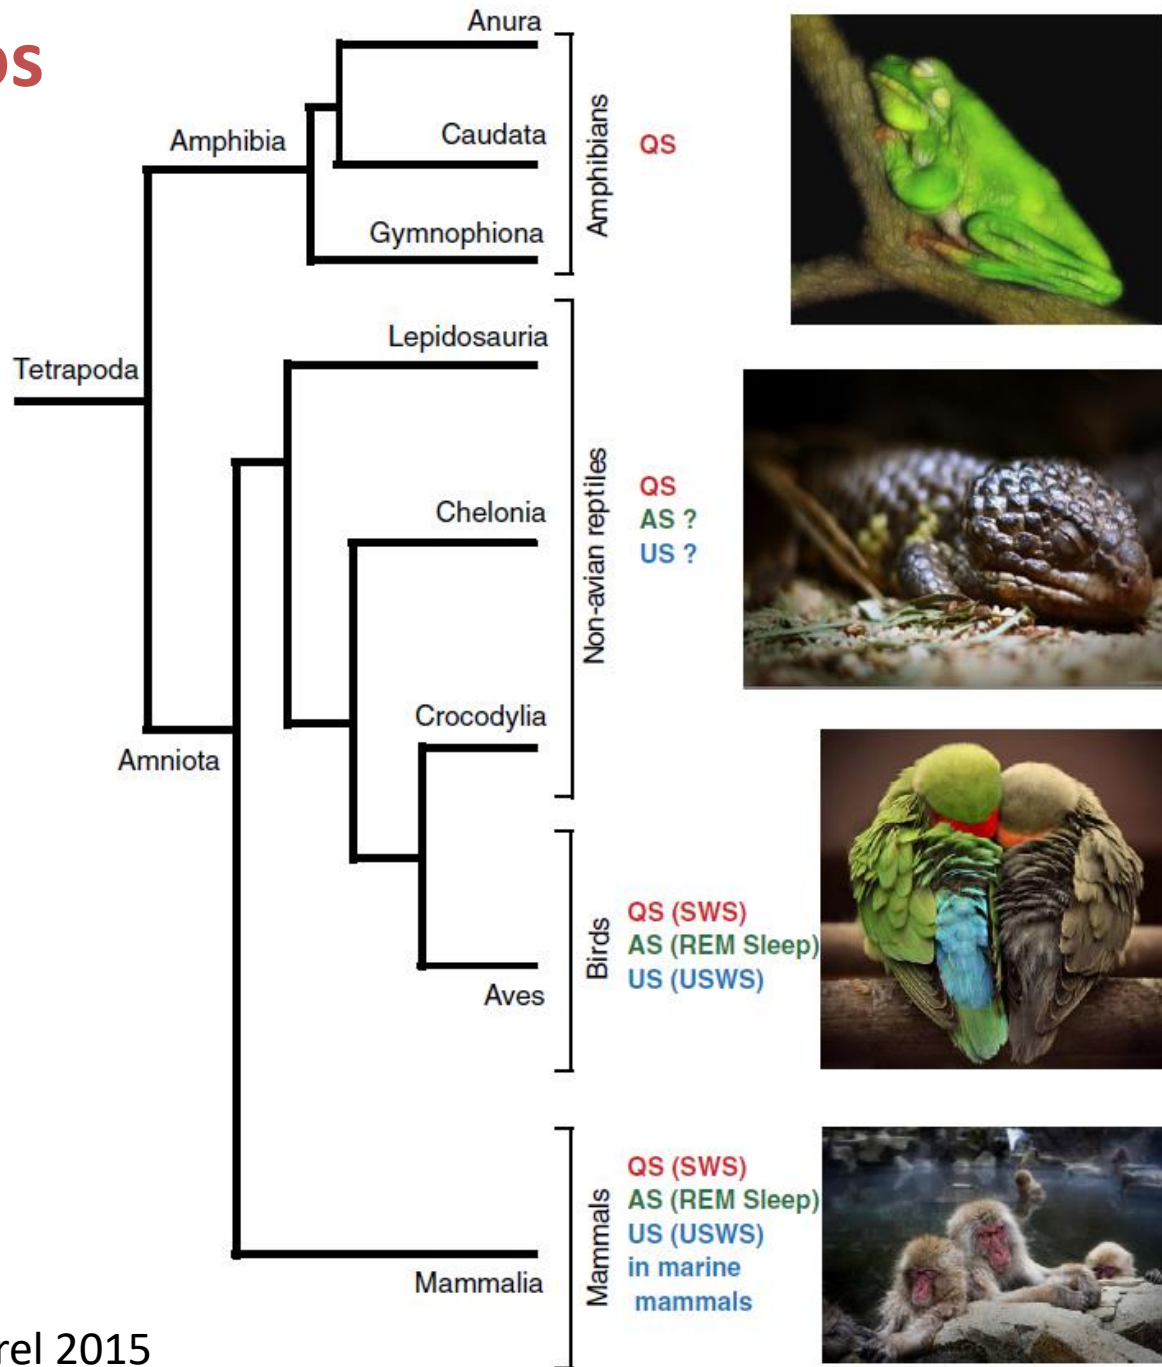 os
Anura
Amphibia
Caudata
Gymnophiona
Amphibians
QS
Tetrapoda
Lepidosauria
Chelonia
Crocodylia
Non-avian reptiles
QS
AS ?
US ?
Amniota
Aves
Birds
QS (SWS)
AS (REM Sleep)
US (USWS)
Mammalia
Mammals
QS (SWS)
AS (REM Sleep)
US (USWS)
in marine
mammals
rel 2015